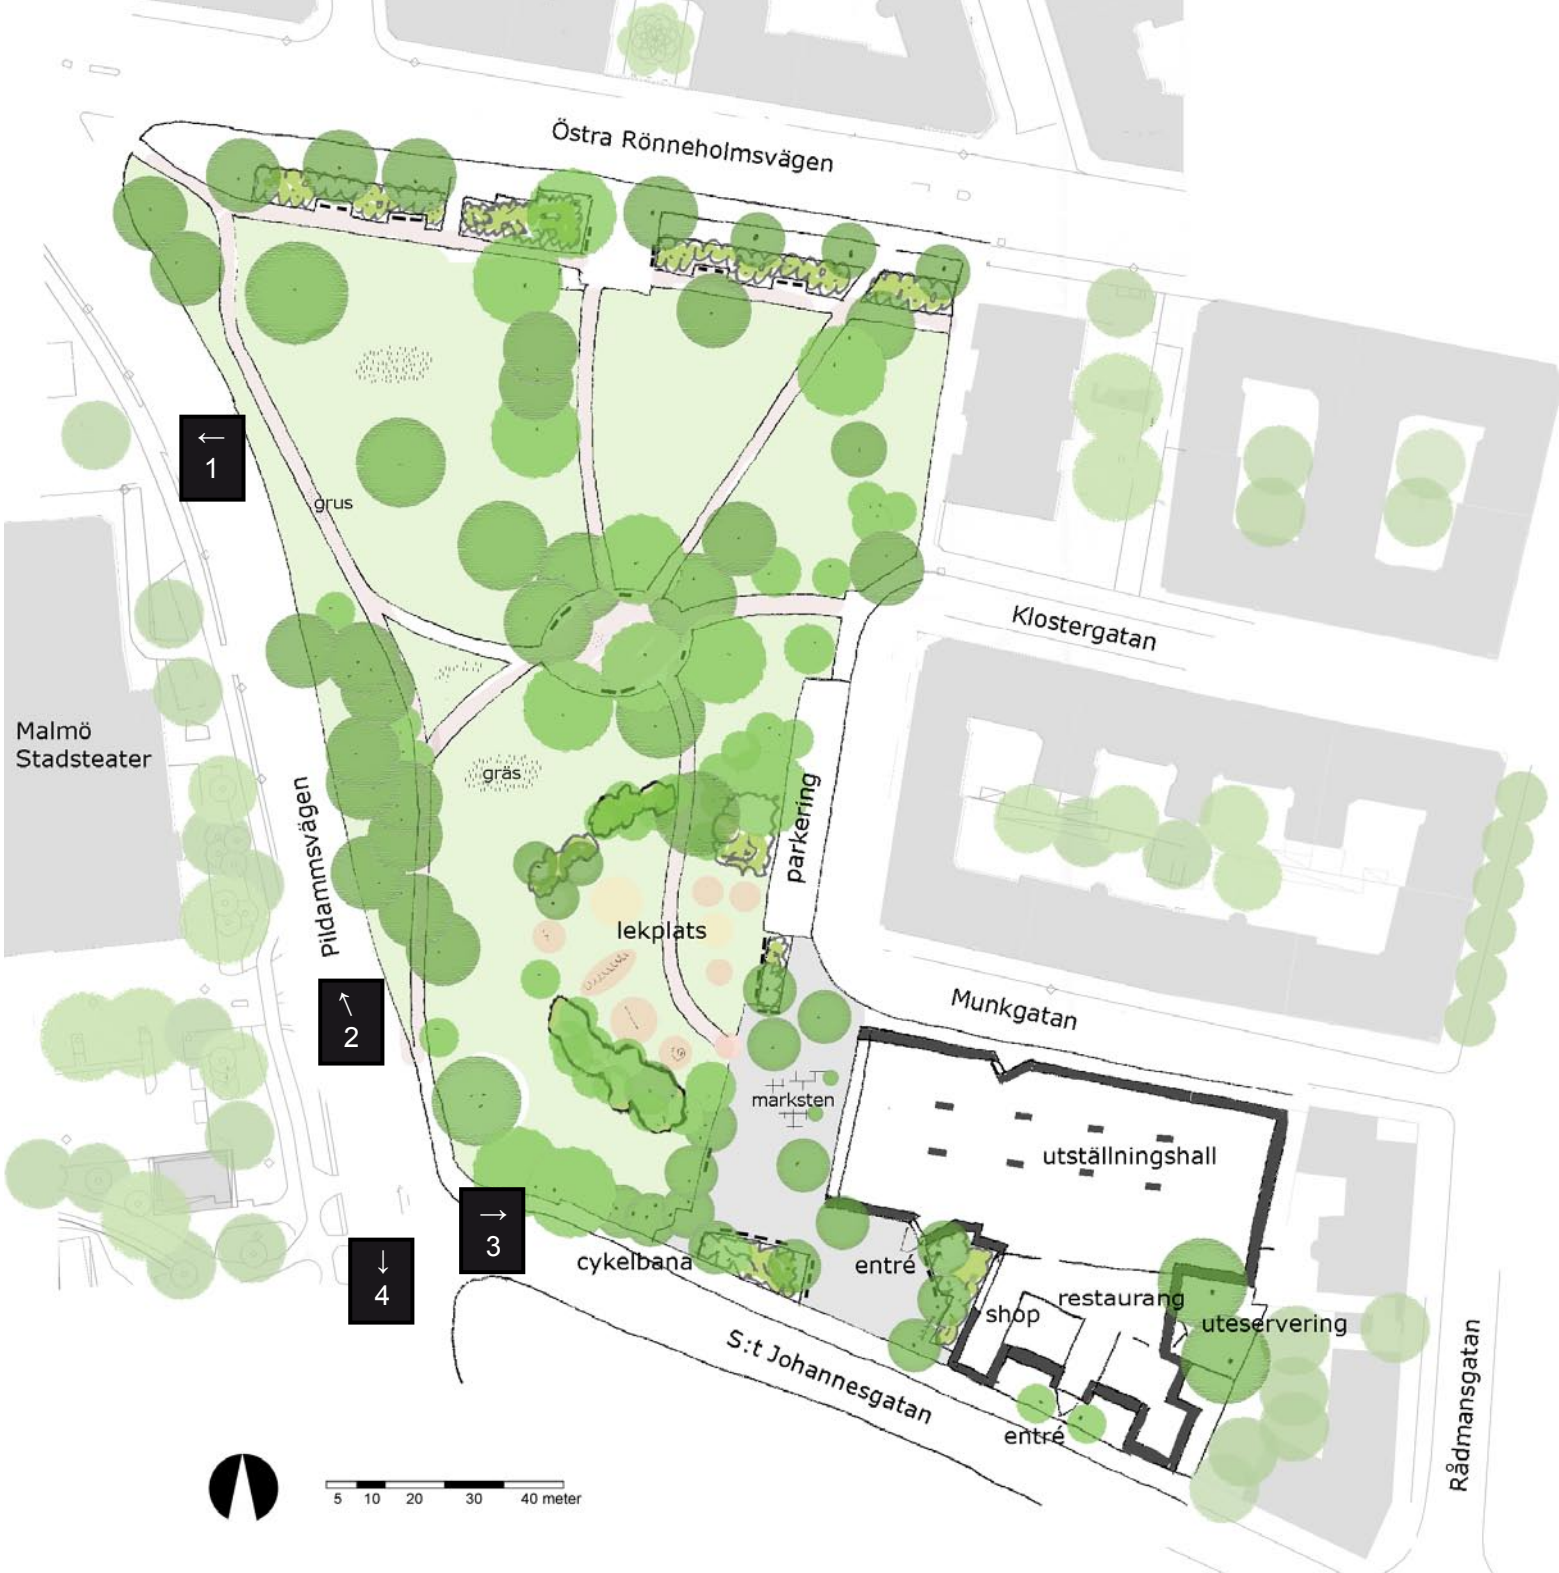 Östra Rönneholmsvägen
←
1
grus
Klostergatan
Malmö
Stadsteater
gräs
Pildammsvägen
parkering
lekplats
↖
2
Munkgatan
marksten
utställningshall
→
3
cykelbana
entré
↓
4
shop
restaurang
uteservering
S:t Johannesgatan
entré
Rådmansgatan
5 10 20 30 40 meter